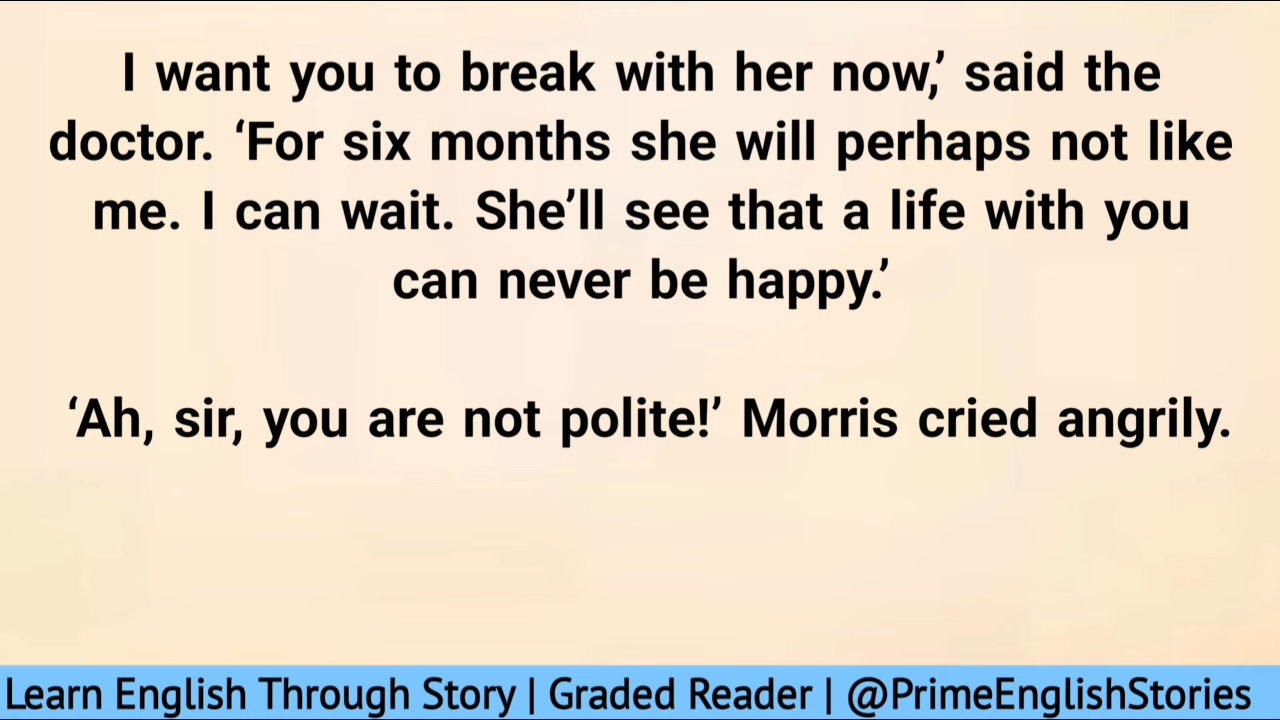 I want you to break with her now,’ said the
doctor. ‘For six months she will perhaps not like
me. I can wait. She’ll see that a life with you
can never be happy.’
‘Ah, sir, you are not polite!’ Morris cried angrily.
Learn English Through Story | Graded Reader | @PrimeEnglishStories